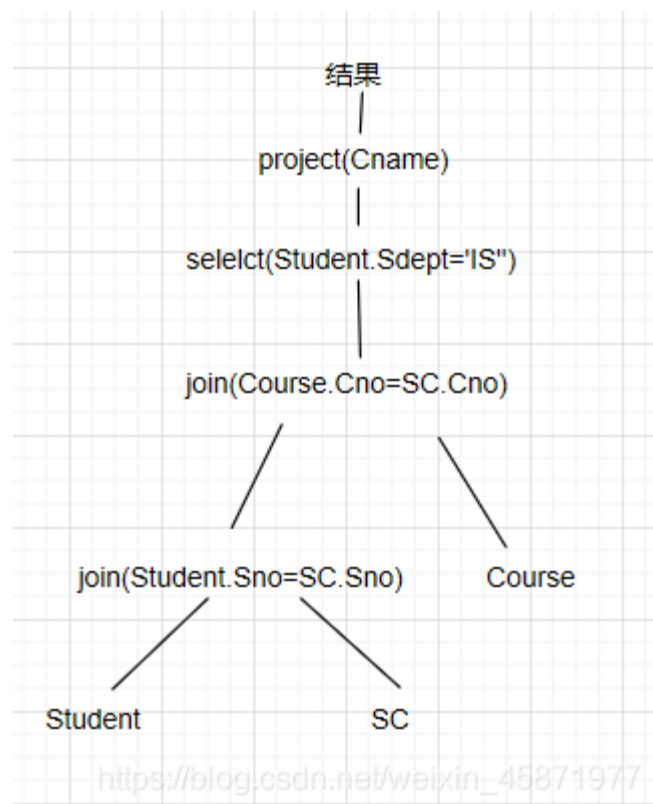 结果
project(Cname)
selelct(Student.Sdept='IS")
join(Course.Cno=SC.Cno)
join(Student.Sno=SC.Sno)
Course
Student
SC
https://blog.csdn.net/weixin_45871977